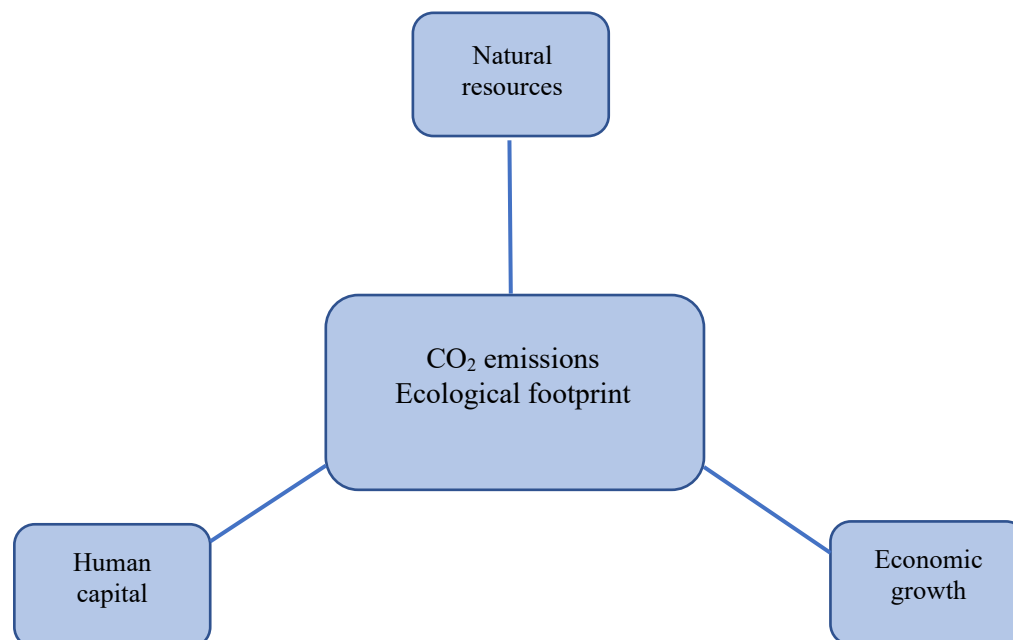 Natural
resources
CO₂ emissions
Ecological footprint
Human
capital
Economic
growth